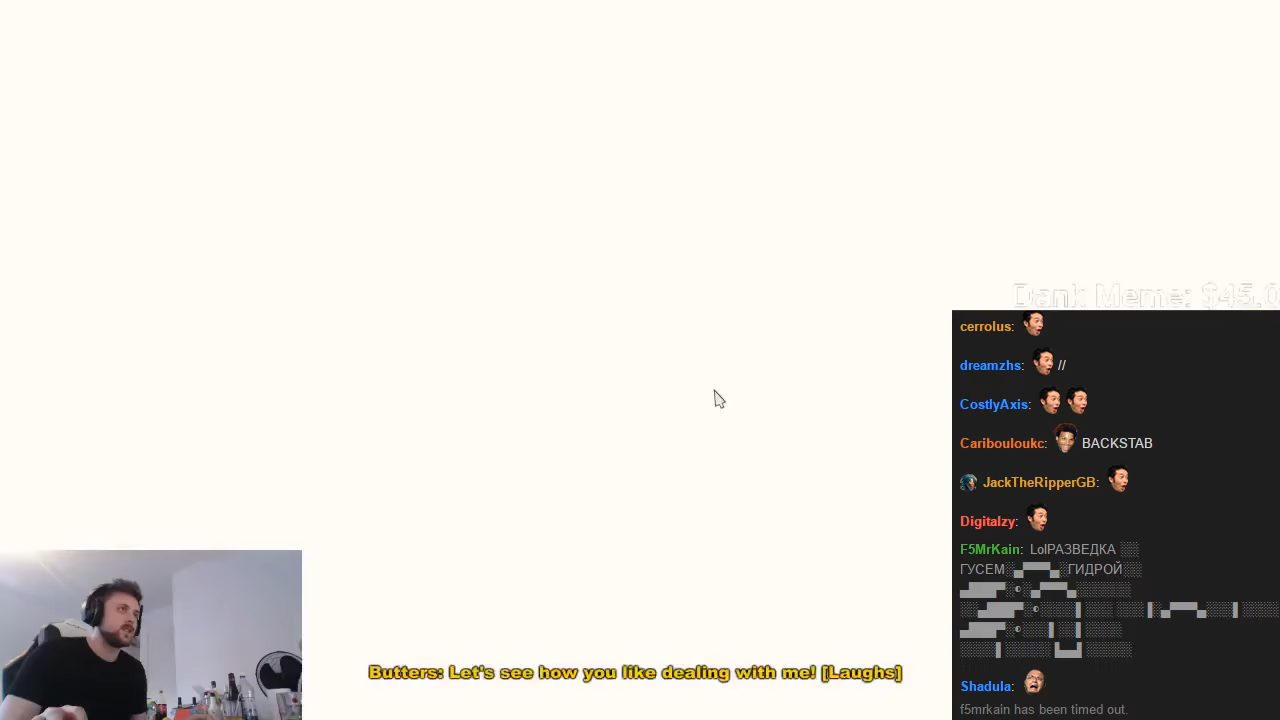 Dank Meme: $45.0
cerrolus:
dreamzhs: //
CostlyAxis:
Caribouloukc: BACKSTAB
JackTheRipperGB:
Digitalzy:
F5MrKain: LolРАЗВЕДКА ░░
ГУСЕМ░▄▀▀▀▄░ГИДРОЙ░░
▄███▀░◐░▄▀▀▀▄░░░░░░
░░▄███▀░◐░░░░▌░░░ ░░░▐░▄▀▀▀▄░░░▌░░░░
▄███▀░◐░░░▌░░▌░░░░
░░░░▌░░░░░▐▄▄▌░░░░░
Shadula:
f5mrkain has been timed out.
Butters: Let's see how you like dealing with me! [Laughs]